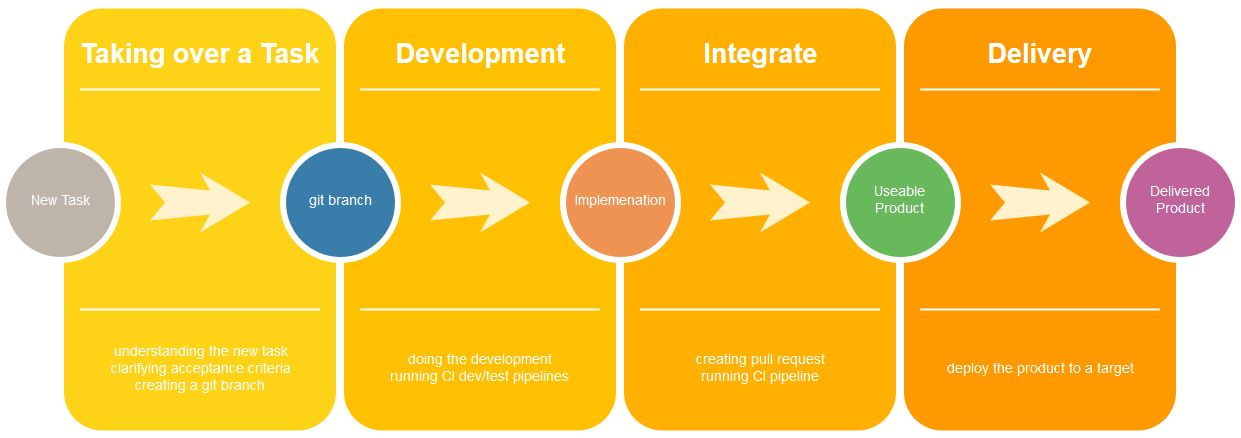 Taking over a Task
Development
Integrate
Delivery
New Task
git branch
Implemenation
Useable
Product
Delivered
Product
understanding the new task
clarifying acceptance criteria
creating a git branch
doing the development
running CI dev/test pipelines
creating pull request
running CI pipeline
deploy the product to a target